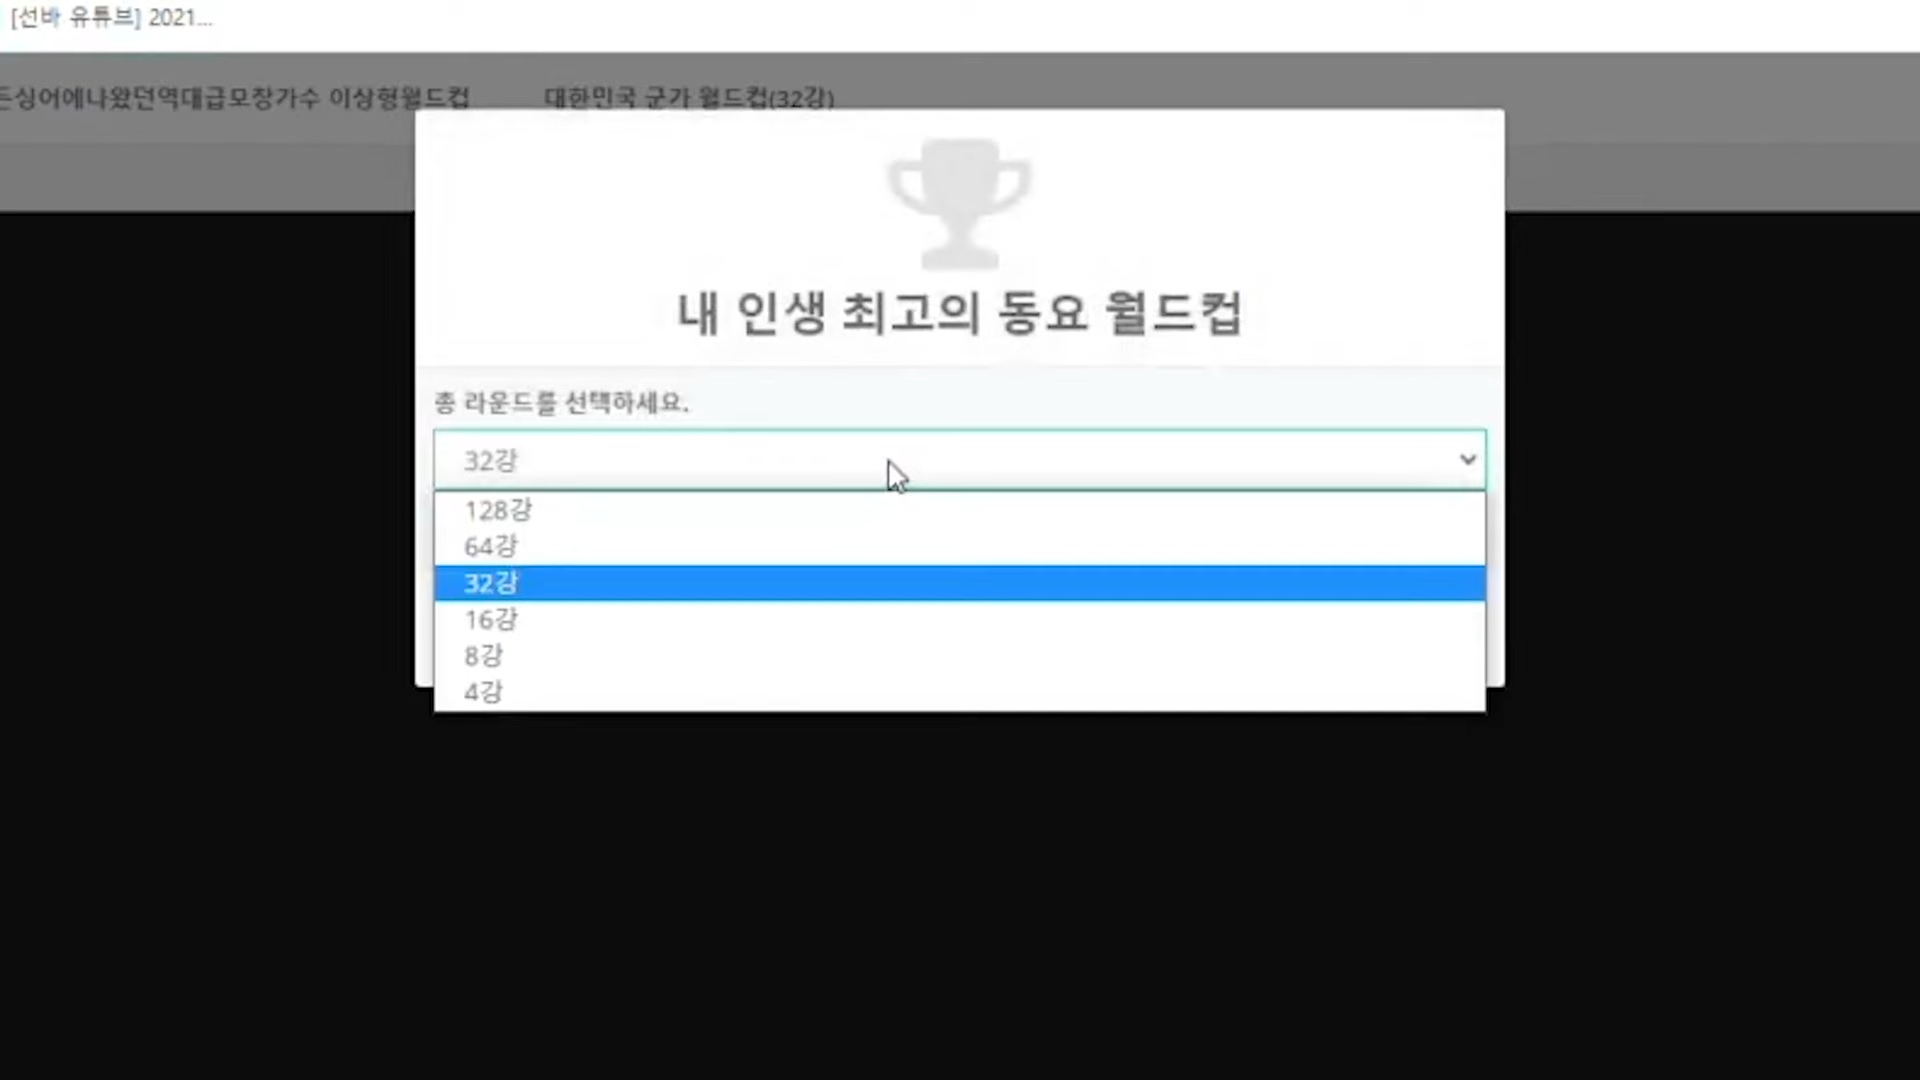 [선바 유튜브] 2021...
든싱어에나왔던역대급모창가수 이상형월드컵 대한민국 군가 월드컵(32강)
내 인생 최고의 동요 월드컵
총 라운드를 선택하세요.
32강
128강
64강
32강
16강
8강
4강